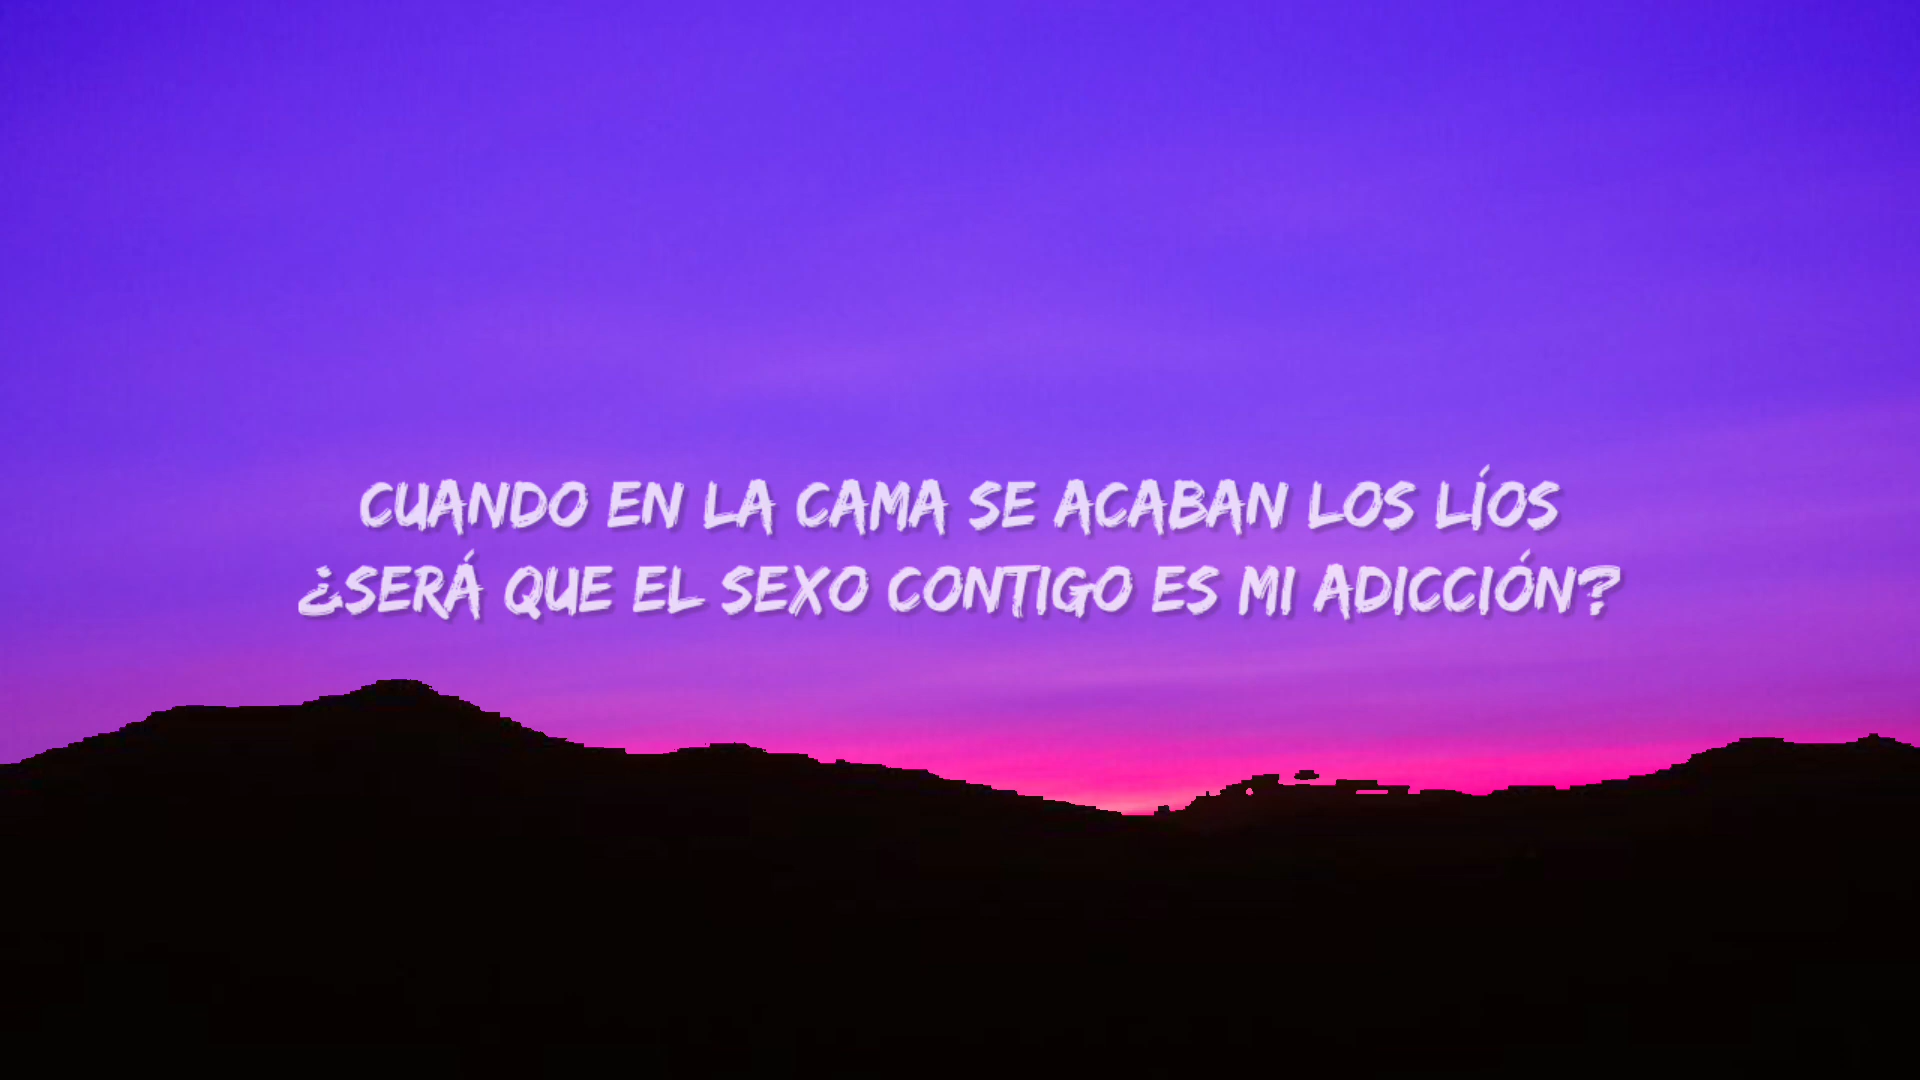 CUANDO EN LA CAMA SE ACABAN LOS LÍOS
¿SERÁ QUE EL SEXO CONTIGO ES MI ADICCIÓN?